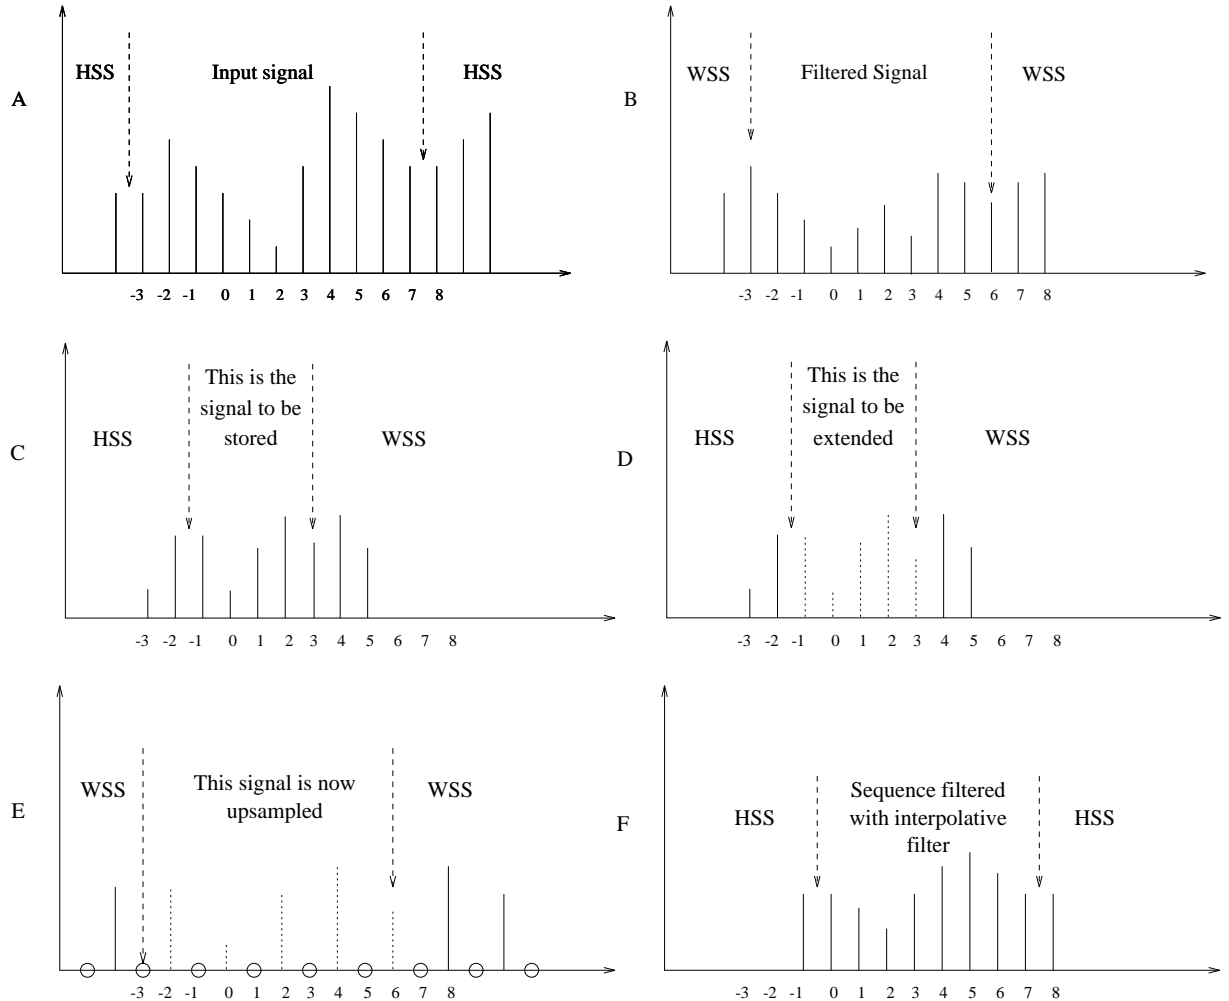 HSS Input signal HSS
A
-3 -2 -1 0 1 2 3 4 5 6 7 8
WSS Filtered Signal WSS
B
-3 -2 -1 0 1 2 3 4 5 6 7 8
This is the
signal to be
stored
HSS WSS
C
-3 -2 -1 0 1 2 3 4 5 6 7 8
This is the
signal to be
extended
HSS WSS
D
-3 -2 -1 0 1 2 3 4 5 6 7 8
WSS This signal is now WSS
upsampled
E
-3 -2 -1 0 1 2 3 4 5 6 7 8
Sequence filtered
HSS with interpolative HSS
filter
F
-3 -2 -1 0 1 2 3 4 5 6 7 8